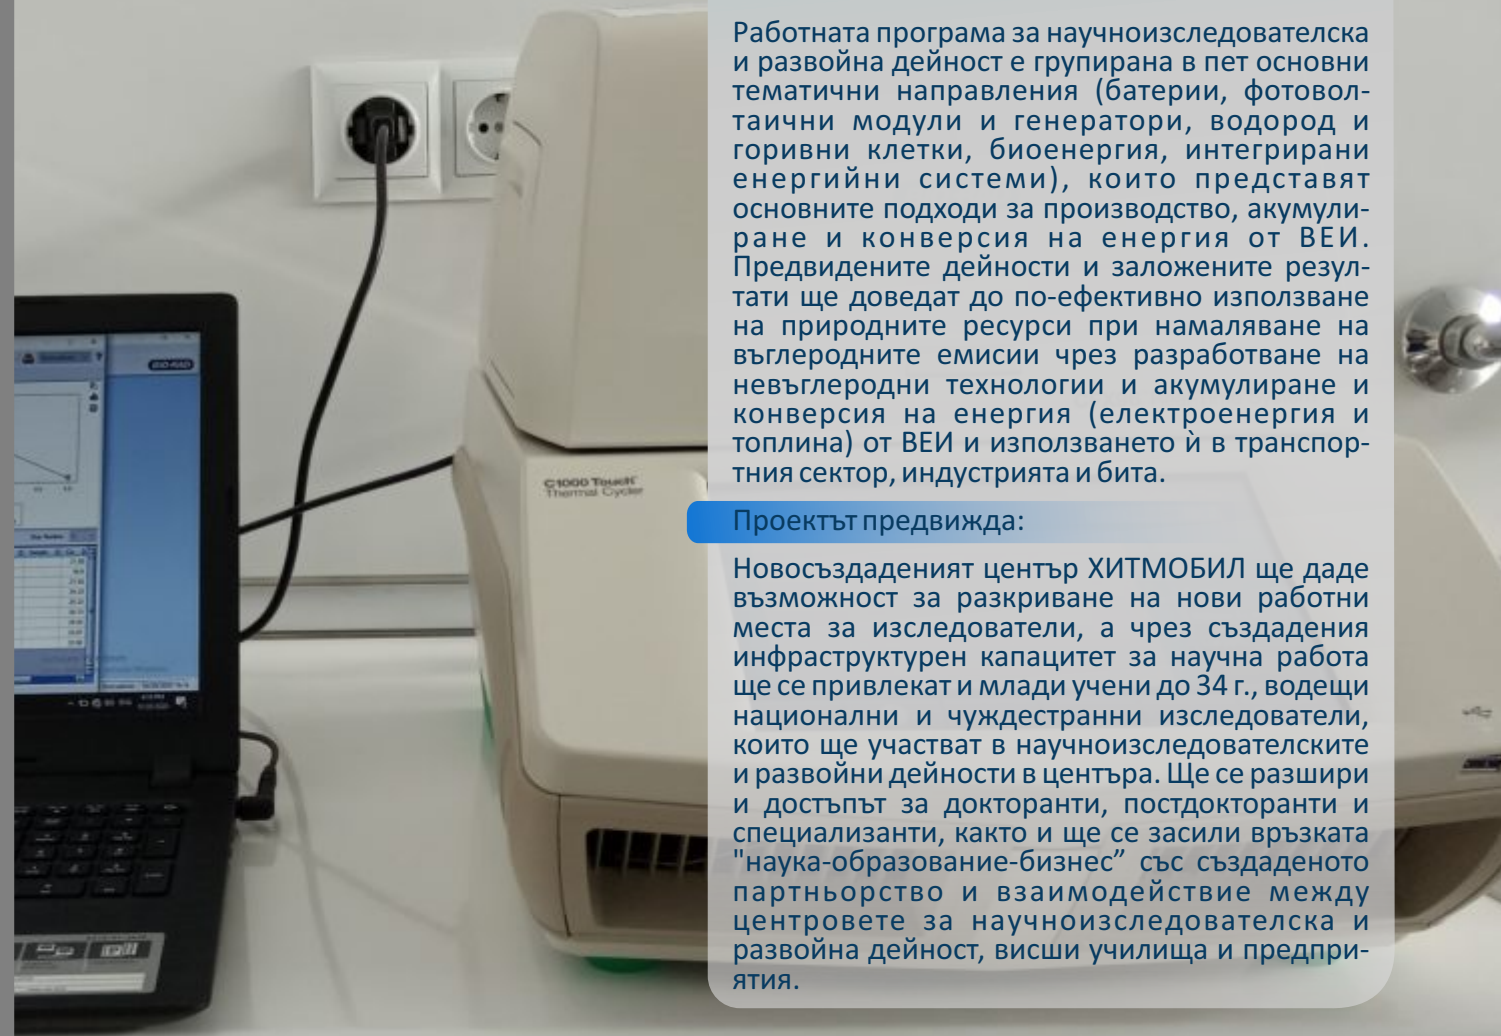 Работната програма за научноизследователска
и развойна дейност е групирана в пет основни
тематични направления (батерии, фотовол-
таични модули и генератори, водород и
горивни клетки, биоенергия, интегрирани
енергийни системи), които представят
основните подходи за производство, акумули-
ране и конверсия на енергия от ВЕИ.
Предвидените дейности и заложените резул-
тати ще доведат до по-ефективно използване
на природните ресурси при намаляване на
въглеродните емисии чрез разработване на
невъглеродни технологии и акумулиране и
конверсия на енергия (електроенергия и
топлина) от ВЕИ и използването ѝ в транспор-
тния сектор, индустрията и бита.
Проектът предвижда:
Новосъздаденият център ХИТМОБИЛ ще даде
възможност за разкриване на нови работни
места за изследователи, а чрез създадения
инфраструктурен капацитет за научна работа
ще се привлекат и млади учени до 34 г., водещи
национални и чуждестранни изследователи,
които ще участват в научноизследователските
и развойни дейности в центъра. Ще се разшири
и достъпът за докторанти, постдокторанти и
специализанти, както и ще се засили връзката
"наука-образование-бизнес” със създаденото
партньорство и взаимодействие между
центровете за научноизследователска и
развойна дейност, висши училища и предпри-
ятия.
C1000 Touch
Thermal Cycler
BIO-RAD